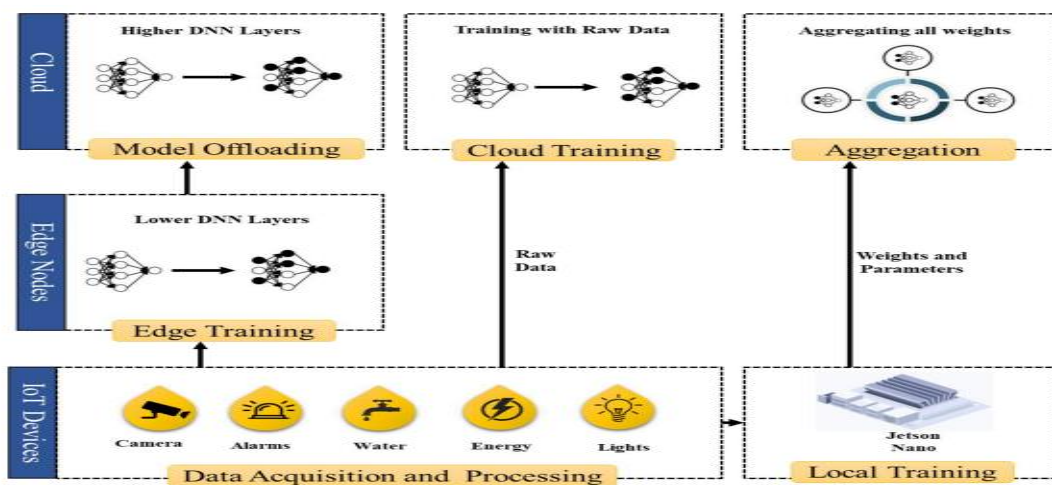 Cloud
Higher DNN Layers
Model Offloading
Training with Raw Data
Cloud Training
Aggregating all weights
Aggregation
Edge Nodes
Lower DNN Layers
Edge Training
Raw
Data
Weights and
Parameters
IoT Devices
Camera
Alarms
Water
Energy
Lights
Data Acquisition and Processing
Jetson
Nano
Local Training